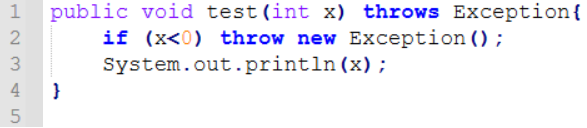 1 public void test(int x) throws Exception{
2     if (x<0) throw new Exception();
3     System.out.println(x);
4 }
5